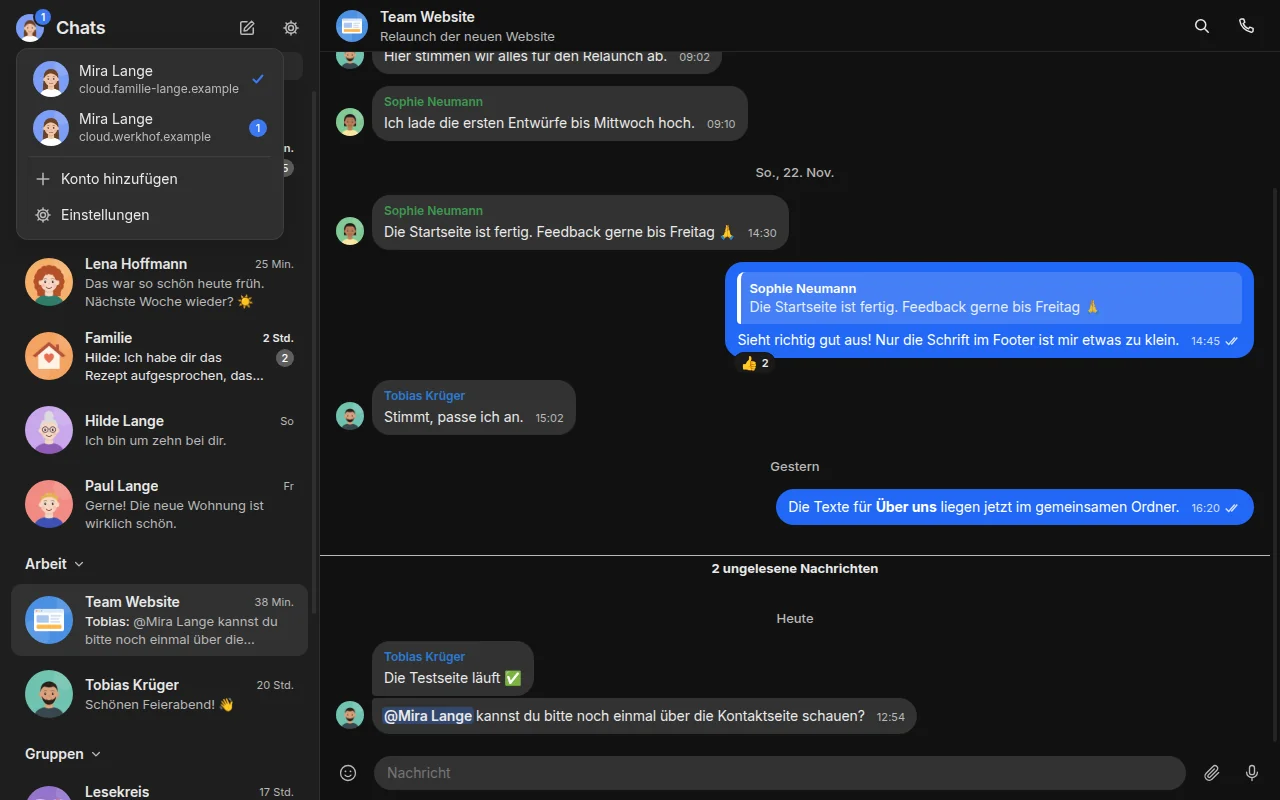 1
Chats
Mira Lange
cloud.familie-lange.example
Mira Lange
cloud.werkhof.example
1
n.
5
Konto hinzufügen
Einstellungen
Lena Hoffmann
25 Min.
Das war so schön heute früh.
Nächste Woche wieder? ☀️
Familie
2 Std.
Hilde: Ich habe dir das
2
Rezept aufgesprochen, das...
Hilde Lange
So
Ich bin um zehn bei dir.
Paul Lange
Fr
Gerne! Die neue Wohnung ist
wirklich schön.
Arbeit
Team Website
38 Min.
Tobias: @Mira Lange kannst du
bitte noch einmal über die...
Tobias Krüger
20 Std.
Schönen Feierabend! 👋
Gruppen
Lesekreis
17 Std.
Team Website
Relaunch der neuen Website
Hier stimmen wir alles für den Relaunch ab. 09:02
Sophie Neumann
Ich lade die ersten Entwürfe bis Mittwoch hoch. 09:10
So., 22. Nov.
Sophie Neumann
Die Startseite ist fertig. Feedback gerne bis Freitag 🙏 14:30
Sophie Neumann
Die Startseite ist fertig. Feedback gerne bis Freitag 🙏
Sieht richtig gut aus! Nur die Schrift im Footer ist mir etwas zu klein. 14:45
👍 2
Tobias Krüger
Stimmt, passe ich an. 15:02
Gestern
Die Texte für Über uns liegen jetzt im gemeinsamen Ordner. 16:20
2 ungelesene Nachrichten
Heute
Tobias Krüger
Die Testseite läuft ✅
@Mira Lange kannst du bitte noch einmal über die Kontaktseite schauen? 12:54
Nachricht